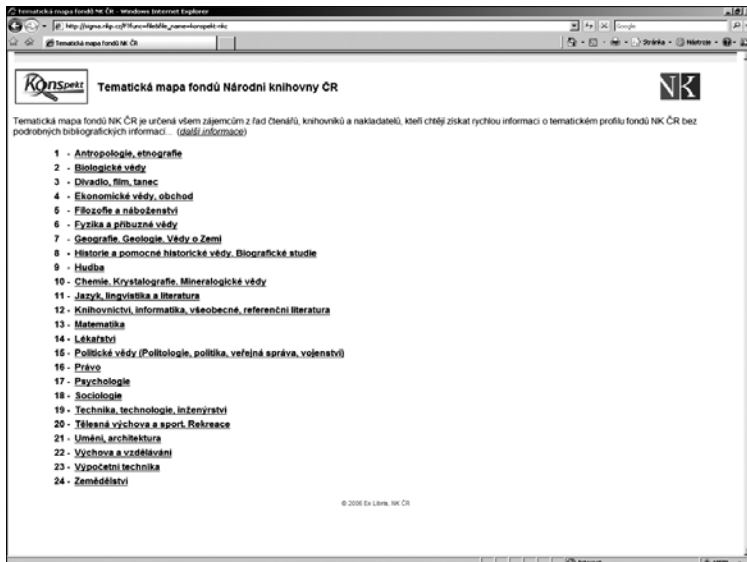 Tematická mapa fondů NK ČR - Windows Internet Explorer
Google
Tematická mapa fondů NK ČR
Stránka
Nástroje
Konspekt
Tematická mapa fondů Národní knihovny ČR
NK
Tematická mapa fondů NK ČR je určená všem zájemcům z řad čtenářů, knihovníků a nakladatelů, kteří chtějí získat rychlou informaci o tematickém profilu fondů NK ČR bez
podrobných bibliografických informací... (další informace)
1 - Antropologie, etnografie
2 - Biologické vědy
3 - Divadlo, film, tanec
4 - Ekonomické vědy, obchod
5 - Filozofie a náboženství
6 - Fyzika a příbuzné vědy
7 - Geografie. Geologie. Vědy o Zemi
8 - Historie a pomocné historické vědy. Biografické studie
9 - Hudba
10 - Chemie. Krystalografie. Mineralogické vědy
11 - Jazyk, lingvistika a literatura
12 - Knihovnictví, informatika, všeobecné, referenční literatura
13 - Matematika
14 - Lékařství
15 - Politické vědy (Politologie, politika, veřejná správa, vojenství)
16 - Právo
17 - Psychologie
18 - Sociologie
19 - Technika, technologie, inženýrství
20 - Tělesná výchova a sport. Rekreace
21 - Umění, architektura
22 - Výchova a vzdělávání
23 - Výpočetní technika
24 - Zemědělství
© 2006 Ex Libris, NK ČR